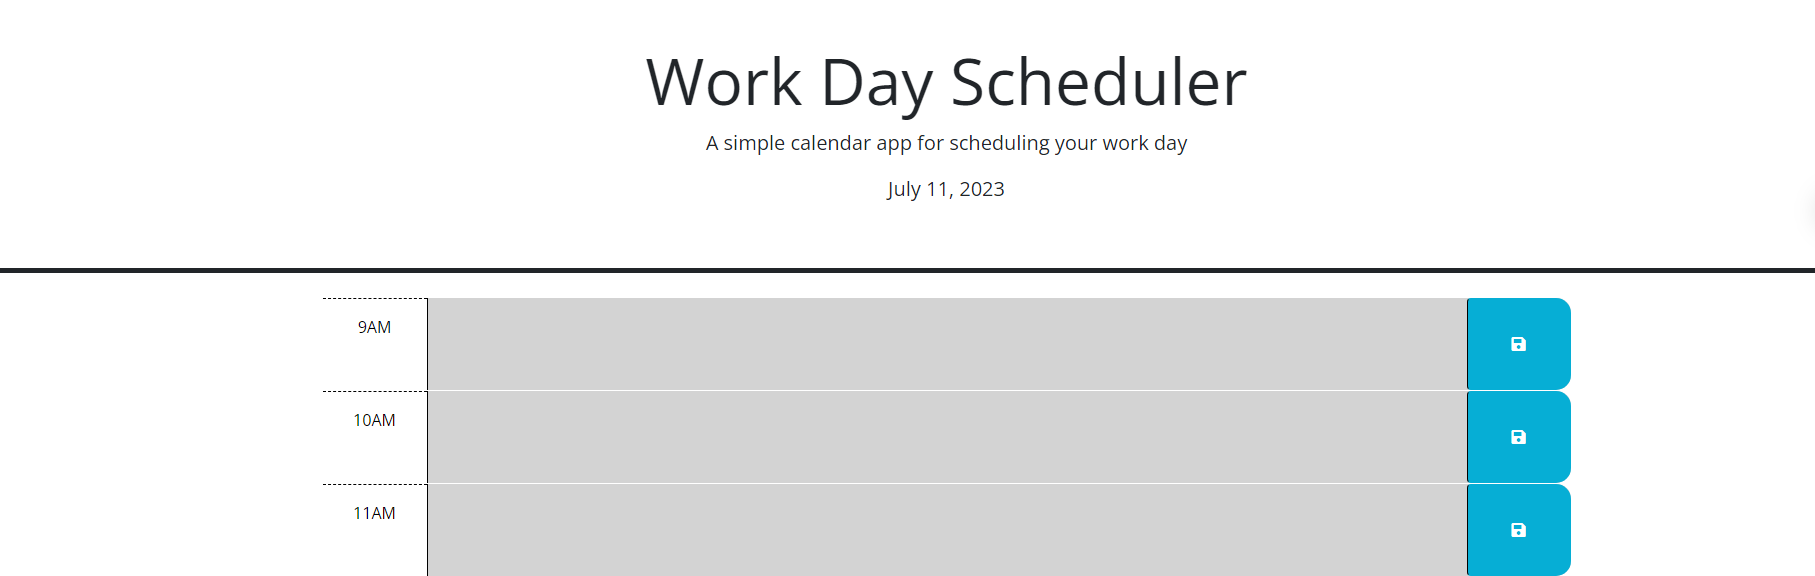 Work Day Scheduler
A simple calendar app for scheduling your work day
July 11, 2023
9AM
10AM
11AM